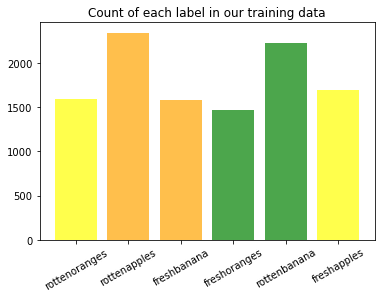 Count of each label in our training data
2000
1500
1000
500
0
rottenoranges
rottenapples
freshbanana
freshoranges
rottenbanana
freshapples